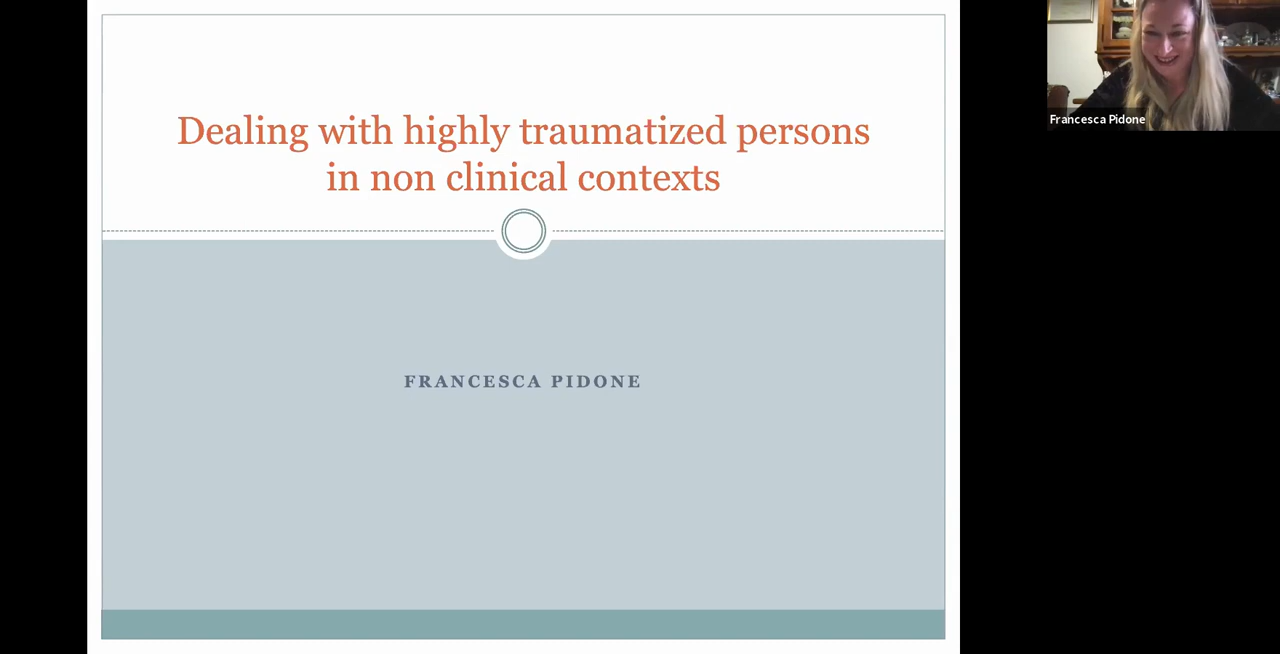 Dealing with highly traumatized persons
in non clinical contexts
FRANCESCA PIDONE
Francesca Pidone